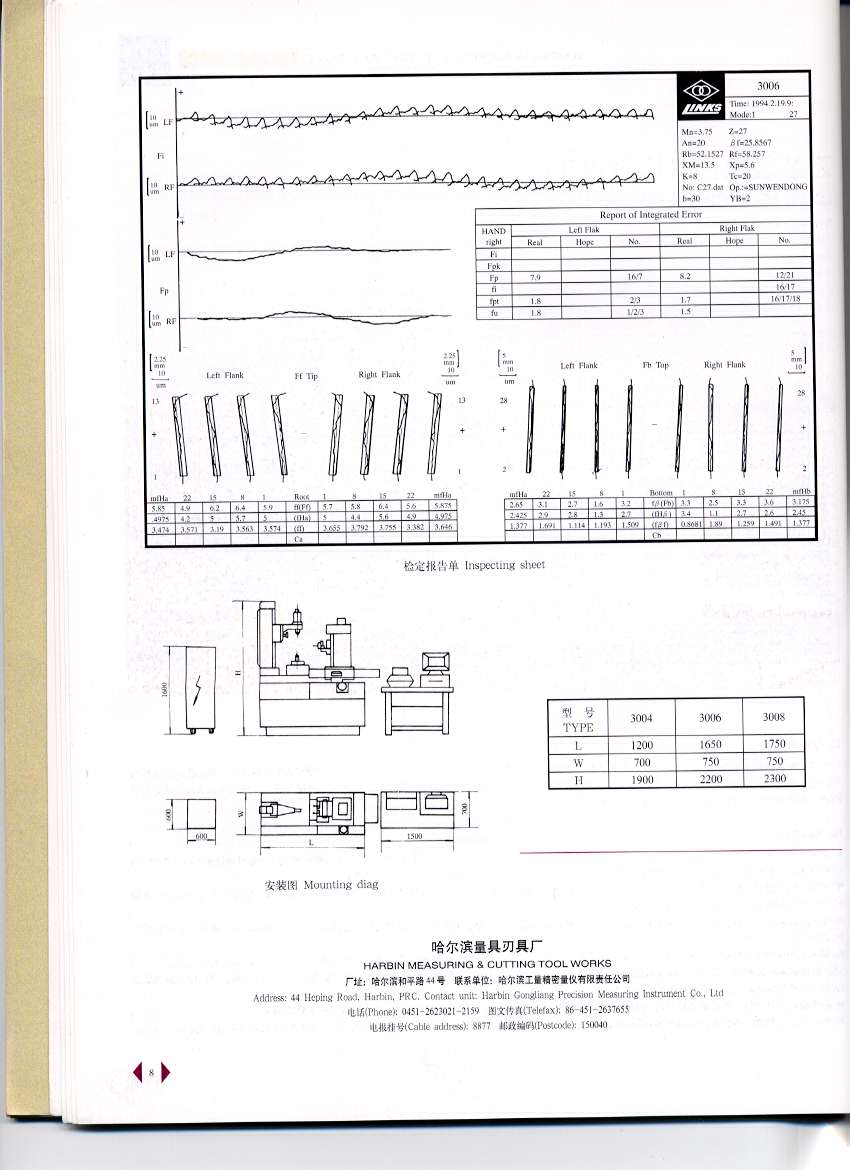 3006
LINKS
Time: 1994.2.19.9:
Mode:1 27
Mn=3.75 Z=27
An=20 βf=25.8567
Rb=52.1527 Rf=58.257
XM=13.5 Xp=5.6
K=8 Tc=20
No: C27.dat Op.:=SUNWENDONG
b=30 YB=2
+
10 um LF
Fi
10 um RF
-
+
10 um LF
Fp
10 um RF
-
Report of Integrated Error
HAND right Left Flak Right Flak
Real Hope No. Real Hope No.
Fi
Fpk
Fp 7.9 16/7 8.2 12/21
fi 16/17
fpt 1.8 2/3 1.7 16/17/18
fu 1.8 1/2/3 1.5
2.25 mm 10 um Left Flank Ff Tip Right Flank 2.25 mm 10 um
13 13
+ - +
1 1
mfHa 22 15 8 1 Root 1 8 15 22 mfHa
5.85 4.9 6.2 6.4 5.9 ff(Ff) 5.7 5.8 6.4 5.6 5.875
.4975 4.2 5 5.7 5 (fHa) 5 4.4 5.6 4.9 4.975
3.474 3.571 3.19 3.563 3.574 (ff) 3.655 3.792 3.755 3.382 3.646
Ca
5 mm 10 um Left Flank Fb Top Right Flank 5 mm 10
28 28
+ - +
2 2
mfHa 22 15 8 1 Bottom 1 8 15 22 mfHb
2.65 3.1 2.7 1.6 3.2 fβ(Fb) 3.3 2.5 3.3 3.6 3.175
2.425 2.9 2.8 1.3 2.7 (fHβ) 3.4 1.1 2.7 2.6 2.45
1.377 1.691 1.114 1.193 1.509 (fβf) 0.8681 1.89 1.259 1.491 1.377
Cb
检定报告单 Inspecting sheet
1600
H
型 号 TYPE 3004 3006 3008
L 1200 1650 1750
W 700 750 750
H 1900 2200 2300
600
600
W
L
1500
700
安装图 Mounting diag
哈尔滨量具刃具厂
HARBIN MEASURING & CUTTING TOOL WORKS
厂址：哈尔滨和平路44号 联系单位：哈尔滨工量精密量仪有限责任公司
Address: 44 Heping Road, Harbin, PRC. Contact unit: Harbin Gongliang Precision Measuring Instrument Co., Ltd
电话(Phone): 0451-2623021-2159 图文传真(Telefax): 86-451-2637655
电报挂号(Cable address): 8877 邮政编码(Postcode): 150040
8